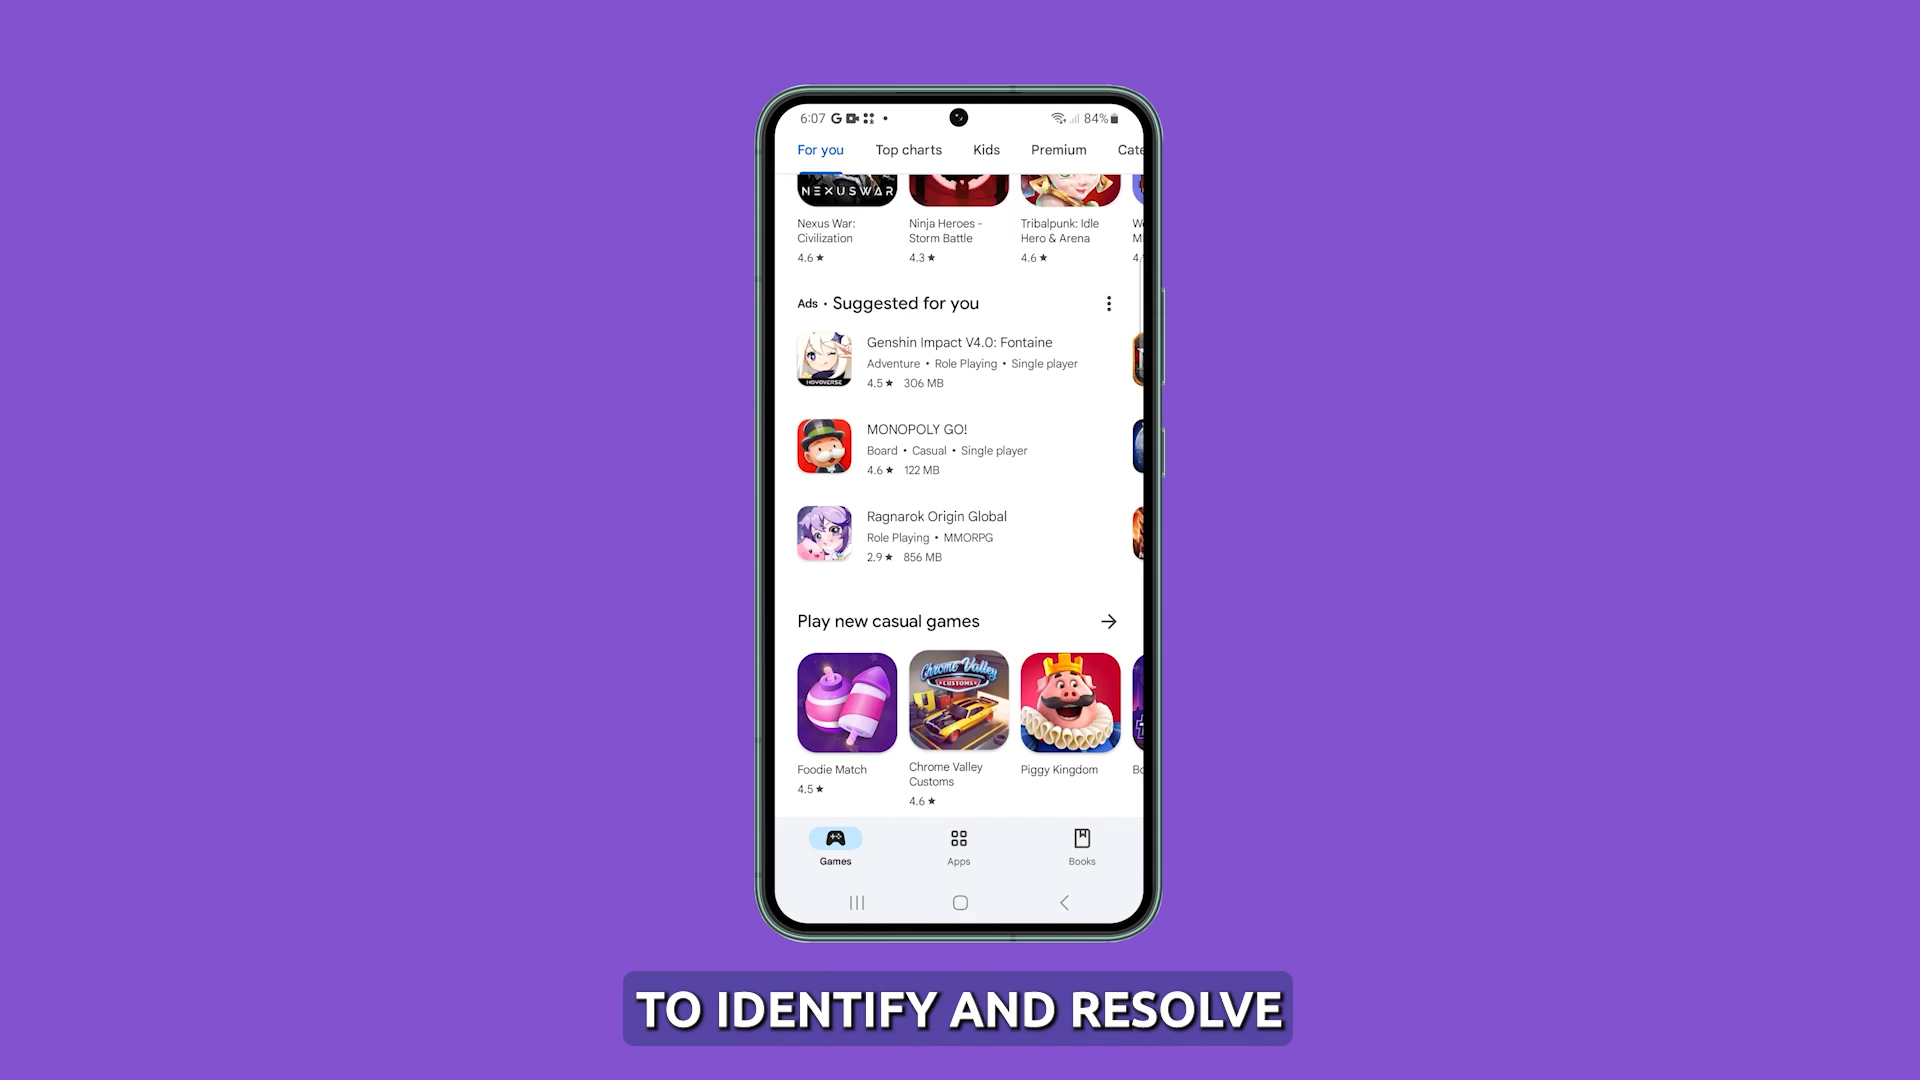 6:07
84%
For you
Top charts
Kids
Premium
Cate
NEXUSWAR
Nexus War:
Civilization
4.6 ★
Ninja Heroes -
Storm Battle
4.3 ★
Tribalpunk: Idle
Hero & Arena
4.6 ★
Ads • Suggested for you
Genshin Impact V4.0: Fontaine
Adventure • Role Playing • Single player
4.5 ★ 306 MB
HOYOVERSE
MONOPOLY GO!
Board • Casual • Single player
4.6 ★ 122 MB
Ragnarok Origin Global
Role Playing • MMORPG
2.9 ★ 856 MB
Play new casual games
Chrome Valley
CUSTOMS
Foodie Match
4.5 ★
Chrome Valley
Customs
4.6 ★
Piggy Kingdom
Games
Apps
Books
TO IDENTIFY AND RESOLVE